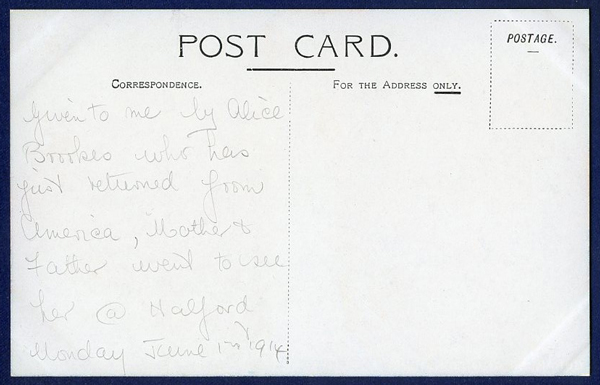 POST CARD.
POSTAGE.
CORRESPONDENCE.
FOR THE ADDRESS ONLY.
Given to me by Alice
Brookes who has
just returned from
America, Mother &
Father went to see
her @ Halford
Monday June 1st 1914